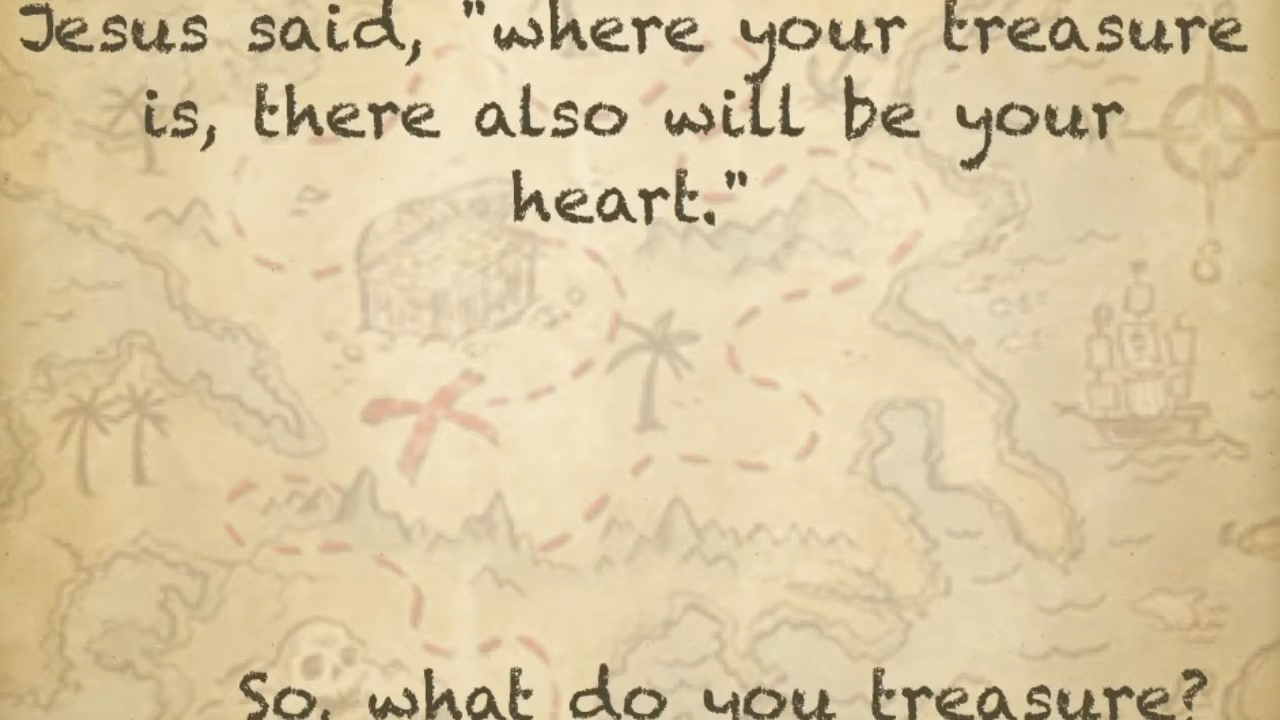 Jesus said, "where your treasure
is, there also will be your
heart."
So, what do you treasure?